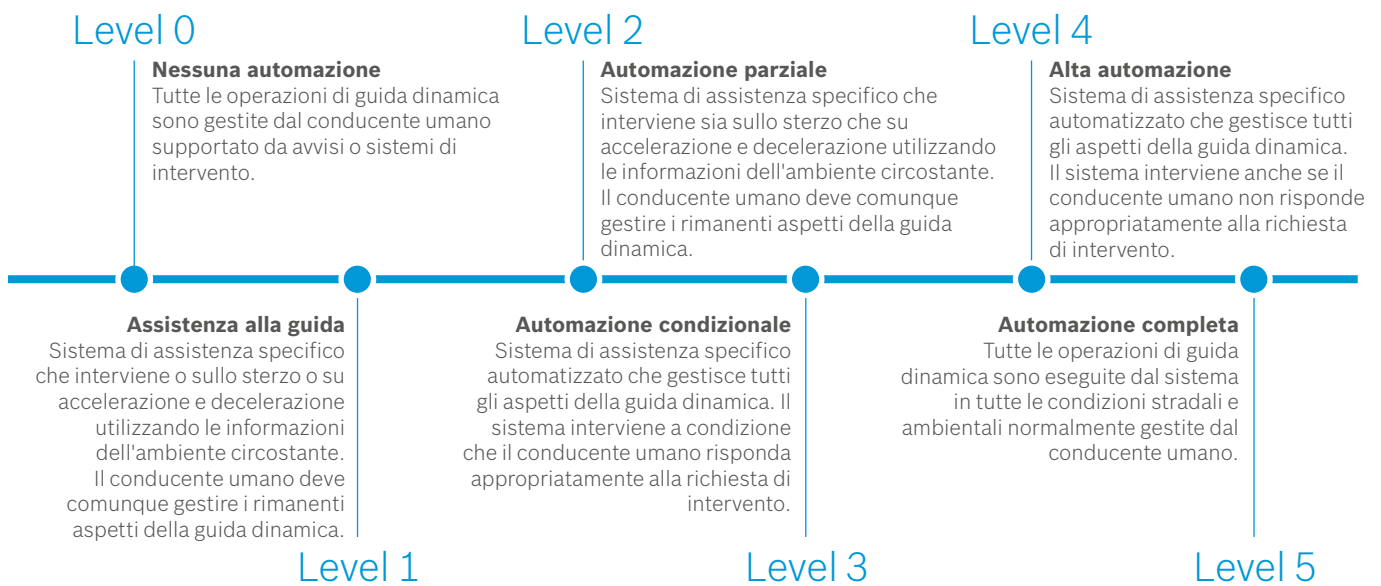 Level 0
Nessuna automazione
Tutte le operazioni di guida dinamica
sono gestite dal conducente umano
supportato da avvisi o sistemi di
intervento.
Level 2
Automazione parziale
Sistema di assistenza specifico che
interviene sia sullo sterzo che su
accelerazione e decelerazione utilizzando
le informazioni dell'ambiente circostante.
Il conducente umano deve comunque
gestire i rimanenti aspetti della guida
dinamica.
Level 4
Alta automazione
Sistema di assistenza specifico
automatizzato che gestisce tutti
gli aspetti della guida dinamica.
Il sistema interviene anche se il
conducente umano non risponde
appropriatamente alla richiesta
di intervento.
Assistenza alla guida
Sistema di assistenza specifico
che interviene o sullo sterzo o su
accelerazione e decelerazione
utilizzando le informazioni
dell'ambiente circostante.
Il conducente umano deve
comunque gestire i rimanenti
aspetti della guida dinamica.
Level 1
Automazione condizionale
Sistema di assistenza specifico
automatizzato che gestisce tutti
gli aspetti della guida dinamica. Il
sistema interviene a condizione
che il conducente umano risponda
appropriatamente alla richiesta di
intervento.
Level 3
Automazione completa
Tutte le operazioni di guida
dinamica sono eseguite dal sistema
in tutte le condizioni stradali e
ambientali normalmente gestite dal
conducente umano.
Level 5